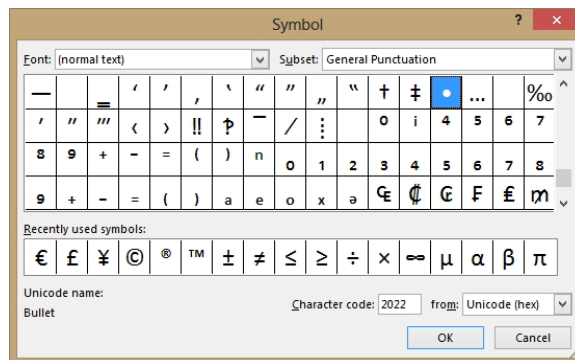 Symbol ? ×
Font: (normal text) Subset: General Punctuation
— ‗ ‘ ’ ‚ ‛ “ ” „ ‟ † ‡ • … ‰
′ ″ ‴ ‹ › ‼ ‽ ‾ ⁄ ⁞ ⁰ ⁱ ⁴ ⁵ ⁶ ⁷
⁸ ⁹ ⁺ ⁻ ⁼ ⁽ ⁾ ⁿ ₀ ₁ ₂ ₃ ₄ ₅ ₆ ₇ ₈
₉ ₊ ₋ ₌ ₍ ₎ ₐ ₑ ₒ ₓ ₔ ₠ ₡ ₢ ₣ ₤ ₥
Recently used symbols:
€ £ ¥ © ® ™ ± ≠ ≤ ≥ ÷ × ∞ µ α β π
Unicode name:
Bullet
Character code: 2022 from: Unicode (hex)
OK Cancel